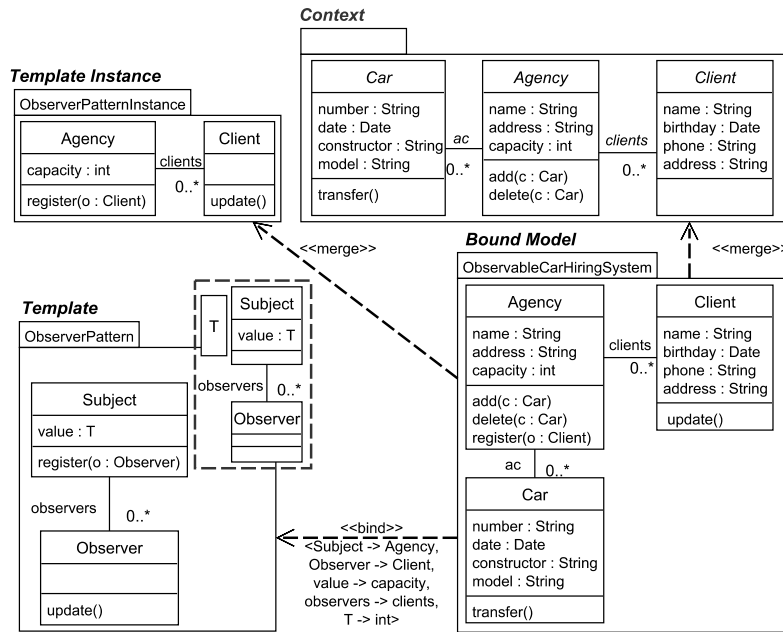 Context
Car
number : String
date : Date
constructor : String
model : String
transfer()
ac
0..*
Agency
name : String
address : String
capacity : int
add(c : Car)
delete(c : Car)
clients
0..*
Client
name : String
birthday : Date
phone : String
address : String
Template Instance
ObserverPatternInstance
Agency
capacity : int
register(o : Client)
clients
0..*
Client
update()
<<merge>>
<<merge>>
Bound Model
ObservableCarHiringSystem
Agency
name : String
address : String
capacity : int
add(c : Car)
delete(c : Car)
register(o : Client)
clients
0..*
Client
name : String
birthday : Date
phone : String
address : String
update()
ac
0..*
Car
number : String
date : Date
constructor : String
model : String
transfer()
Template
ObserverPattern
T
Subject
value : T
observers
0..*
Observer
Subject
value : T
register(o : Observer)
observers
0..*
Observer
update()
<<bind>>
<Subject -> Agency,
Observer -> Client,
value -> capacity,
observers -> clients,
T -> int>